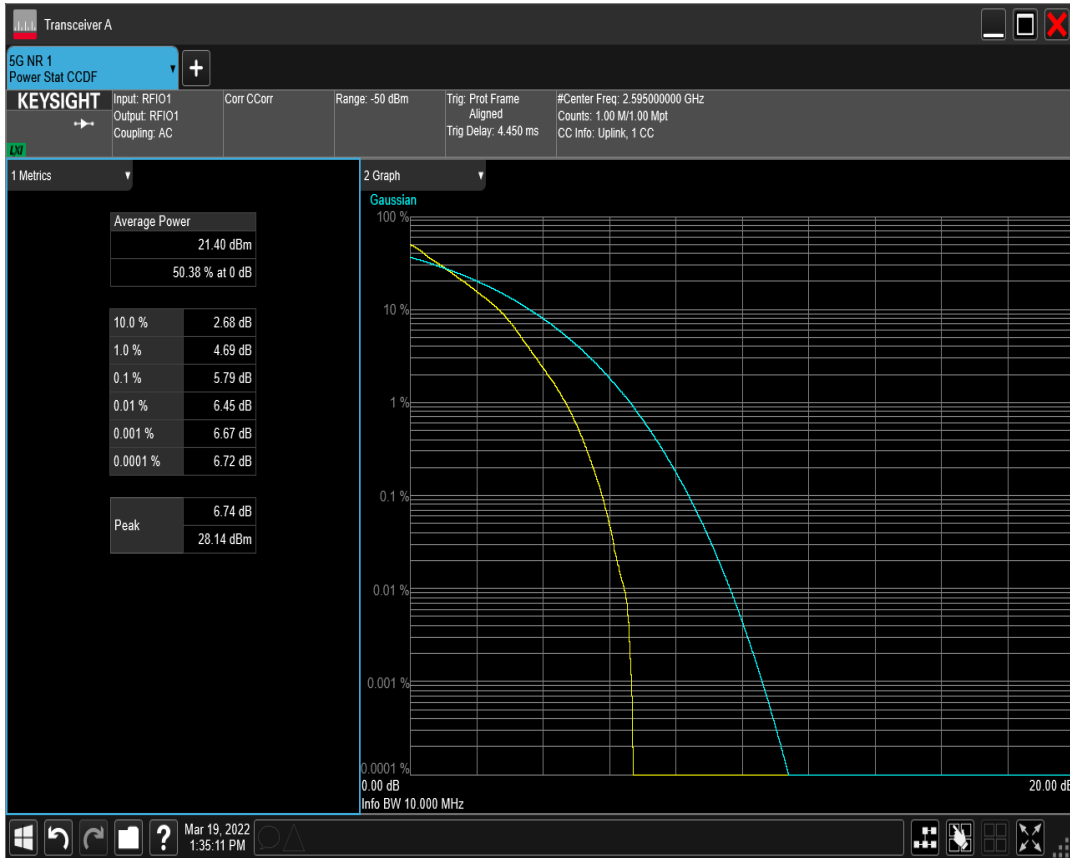 Transceiver A
5G NR 1
Power Stat CCDF
+
KEYSIGHT
LXI
Input: RFIO1
Output: RFIO1
Coupling: AC
Corr CCorr
Range: -50 dBm
Trig: Prot Frame
Aligned
Trig Delay: 4.450 ms
#Center Freq: 2.595000000 GHz
Counts: 1.00 M/1.00 Mpt
CC Info: Uplink, 1 CC
1 Metrics
Average Power
21.40 dBm
50.38 % at 0 dB
10.0 % 2.68 dB
1.0 % 4.69 dB
0.1 % 5.79 dB
0.01 % 6.45 dB
0.001 % 6.67 dB
0.0001 % 6.72 dB
Peak
6.74 dB
28.14 dBm
2 Graph
Gaussian
100 %
10 %
1 %
0.1 %
0.01 %
0.001 %
0.0001 %
0.00 dB 20.00 dB
Info BW 10.000 MHz
?
Mar 19, 2022
1:35:11 PM